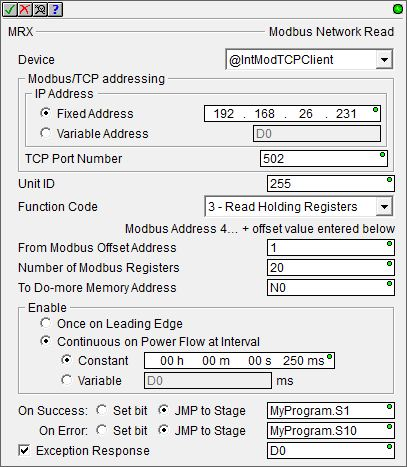 MRX Modbus Network Read
Device @IntModTCPClient
Modbus/TCP addressing
IP Address
Fixed Address 192 . 168 . 26 . 231
Variable Address D0
TCP Port Number 502
Unit ID 255
Function Code 3 - Read Holding Registers
Modbus Address 4... + offset value entered below
From Modbus Offset Address 1
Number of Modbus Registers 20
To Do-more Memory Address N0
Enable
Once on Leading Edge
Continuous on Power Flow at Interval
Constant 00 h 00 m 00 s 250 ms
Variable D0 ms
On Success: Set bit JMP to Stage MyProgram.S1
On Error: Set bit JMP to Stage MyProgram.S10
Exception Response D0